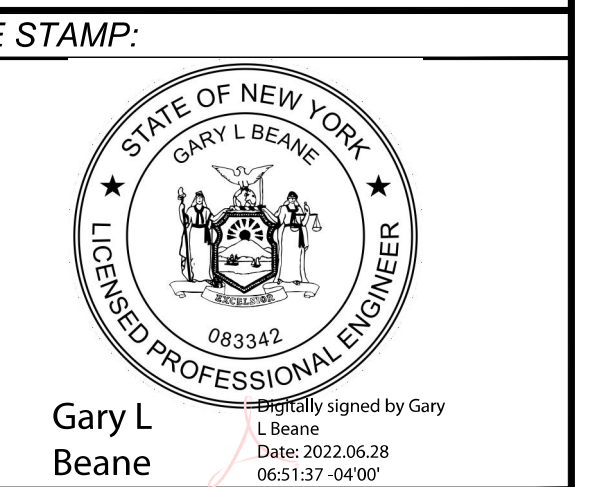 E STAMP:
STATE OF NEW YORK
GARY L BEANE
EXCELSIOR
083342
LICENSED PROFESSIONAL ENGINEER
Gary L
Beane
Digitally signed by Gary
L Beane
Date: 2022.06.28
06:51:37 -04'00'